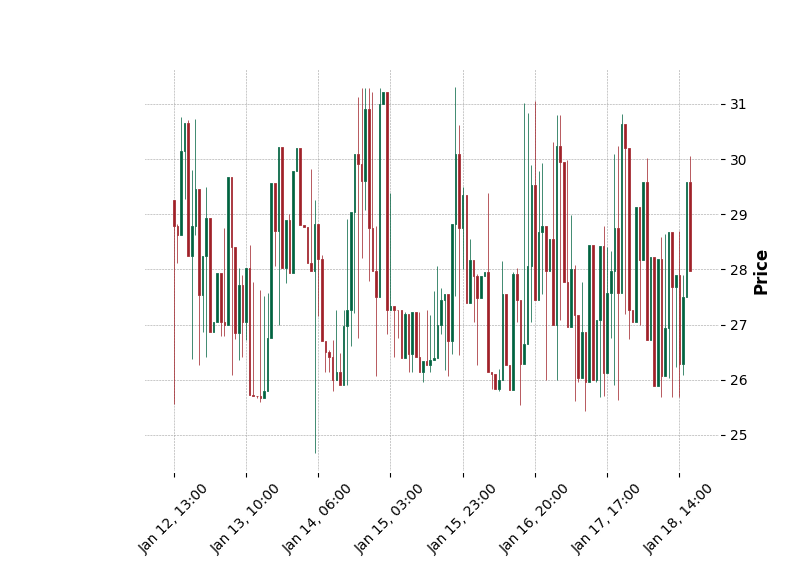 31
30
29
28
27
26
25
Price
Jan 12, 13:00
Jan 13, 10:00
Jan 14, 06:00
Jan 15, 03:00
Jan 15, 23:00
Jan 16, 20:00
Jan 17, 17:00
Jan 18, 14:00